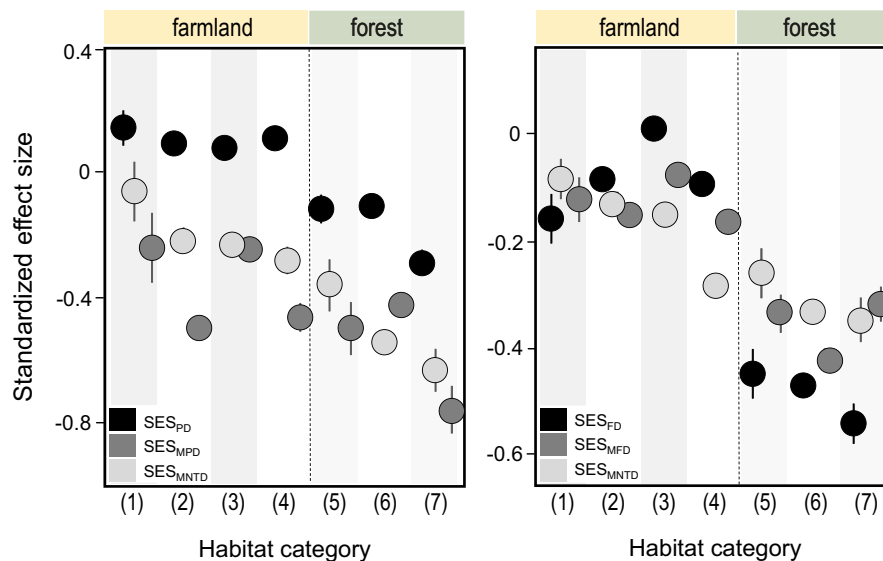 farmland forest
0.4
0
-0.4
-0.8
Standardized effect size
SESPD
SESMPD
SESMNTD
(1) (2) (3) (4) (5) (6) (7)
Habitat category
farmland forest
0
-0.2
-0.4
-0.6
SESFD
SESMFD
SESMNTD
(1) (2) (3) (4) (5) (6) (7)
Habitat category